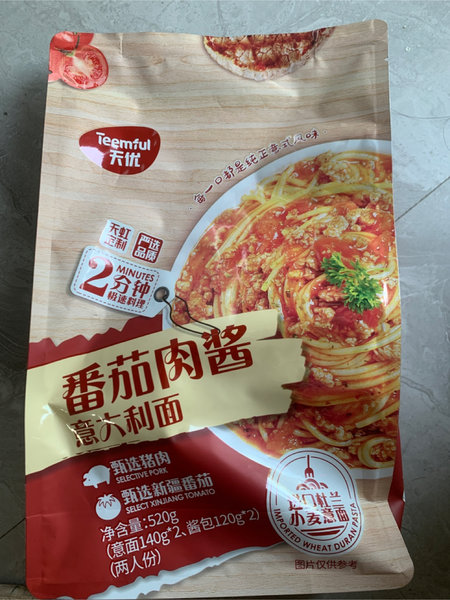 Teemful
天优
每一口都是纯正意式风味
天虹
定制
严选
品质
2分钟
MINUTES
极速料理
番茄肉酱
意大利面
甄选猪肉
SELECTIVE PORK
甄选新疆番茄
SELECT XINJIANG TOMATO
净含量:520g
(意面140g*2、酱包120g*2)
(两人份)
进口杜兰
小麦意面
IMPORTED WHEAT DURAN PASTA
图片仅供参考